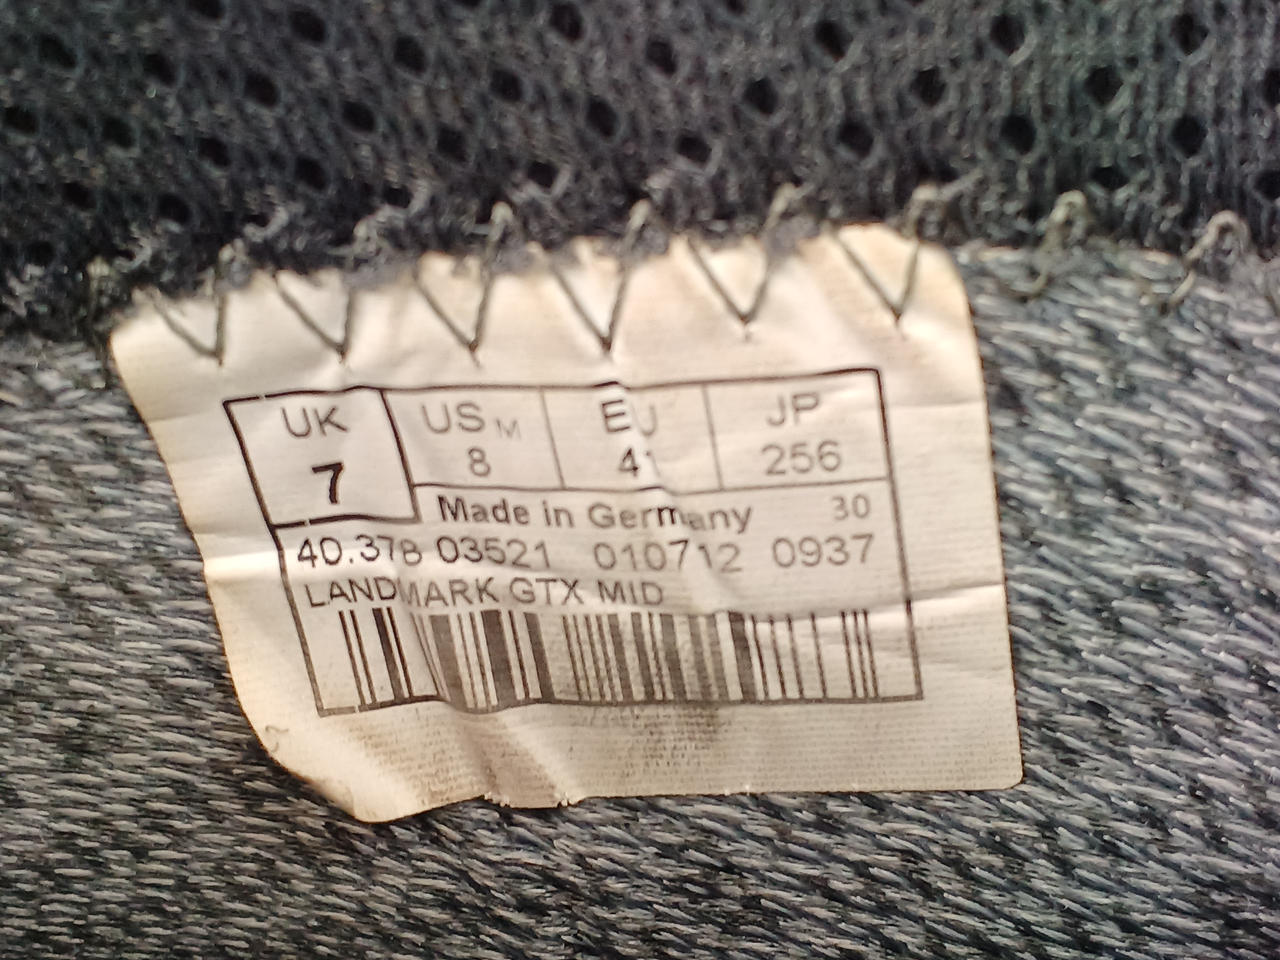 UK US M EU JP
7 8 41 256
Made in Germany 30
40.378 03521 010712 0937
LANDMARK GTX MID